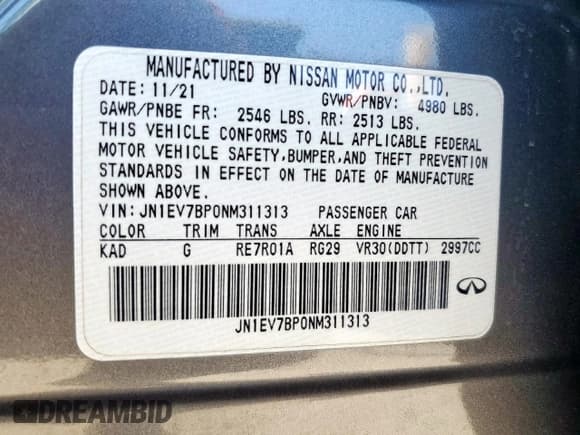 MANUFACTURED BY NISSAN MOTOR CO.,LTD.
DATE: 11/21 GVWR/PNBV: 4980 LBS.
GAWR/PNBE FR: 2546 LBS. RR: 2513 LBS.
THIS VEHICLE CONFORMS TO ALL APPLICABLE FEDERAL
MOTOR VEHICLE SAFETY,BUMPER,AND THEFT PREVENTION
STANDARDS IN EFFECT ON THE DATE OF MANUFACTURE
SHOWN ABOVE.
VIN: JN1EV7BP0NM311313 PASSENGER CAR
COLOR TRIM TRANS AXLE ENGINE
KAD G RE7R01A RG29 VR30(DDTT) 2997CC
JN1EV7BP0NM311313
DREAMBID